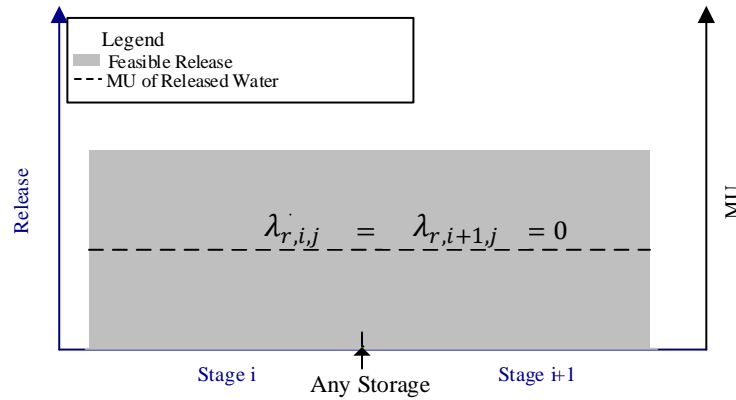 Legend
Feasible Release
MU of Released Water
Release
MU
λr,i,j = λr,i+1,j = 0
Stage i
Stage i+1
Any Storage